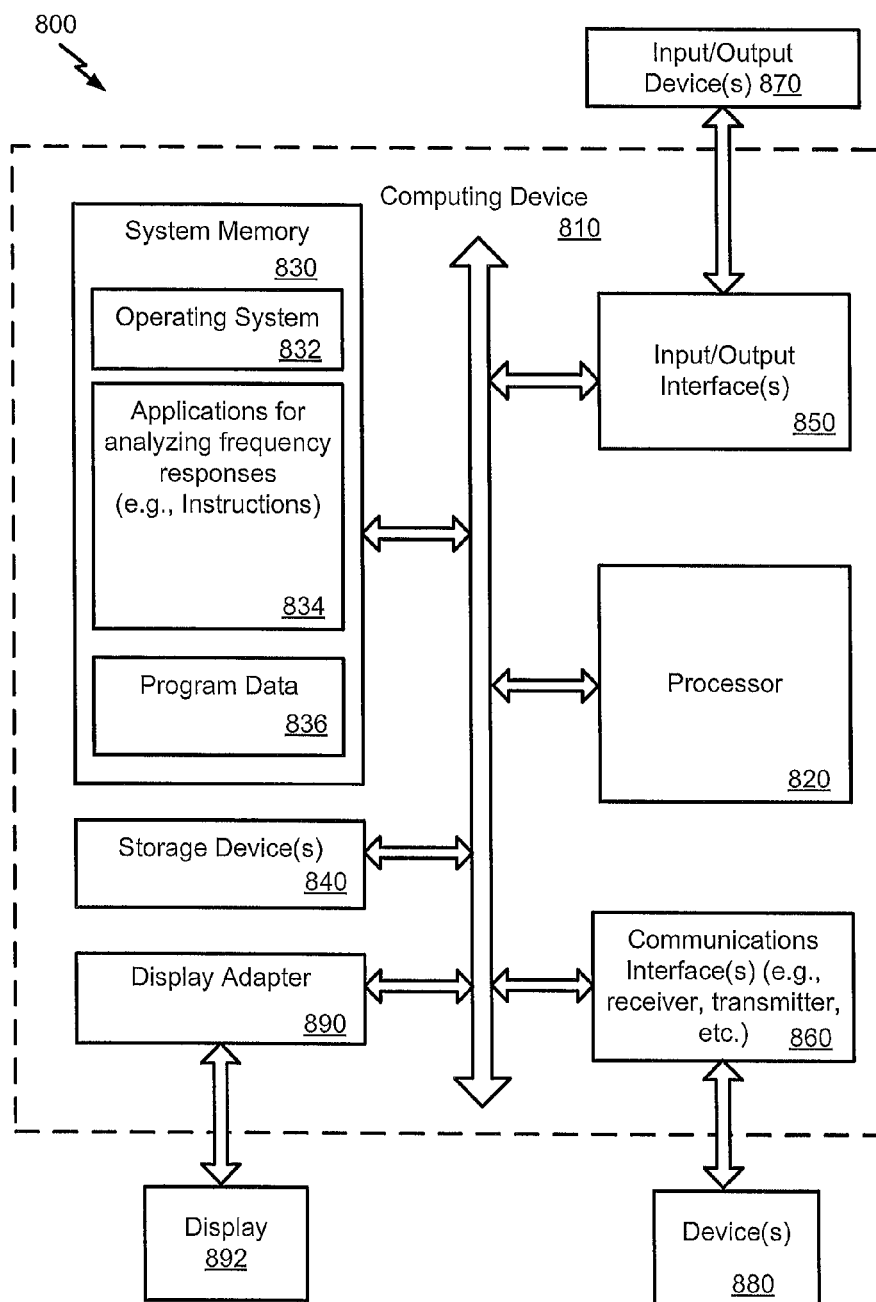 800
Input/Output
Device(s) 870
Computing Device
810
System Memory
830
Operating System
832
Applications for
analyzing frequency
responses
(e.g., Instructions)
834
Program Data
836
Input/Output
Interface(s)
850
Processor
820
Storage Device(s)
840
Display Adapter
890
Communications
Interface(s) (e.g.,
receiver, transmitter,
etc.) 860
Display
892
Device(s)
880